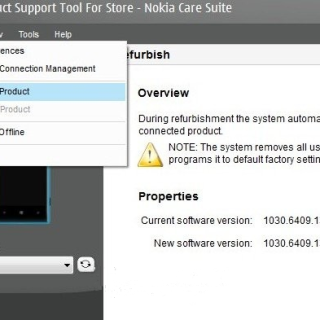 ct Support Tool For Store - Nokia Care Suite
Tools Help
ences
Connection Management
Product
Product
Offline
efurbish
Overview
During refurbishment the system automa
connected product.
NOTE: The system removes all us
programs it to default factory settin
Properties
Current software version: 1030.6409.1
New software version: 1030.6409.1